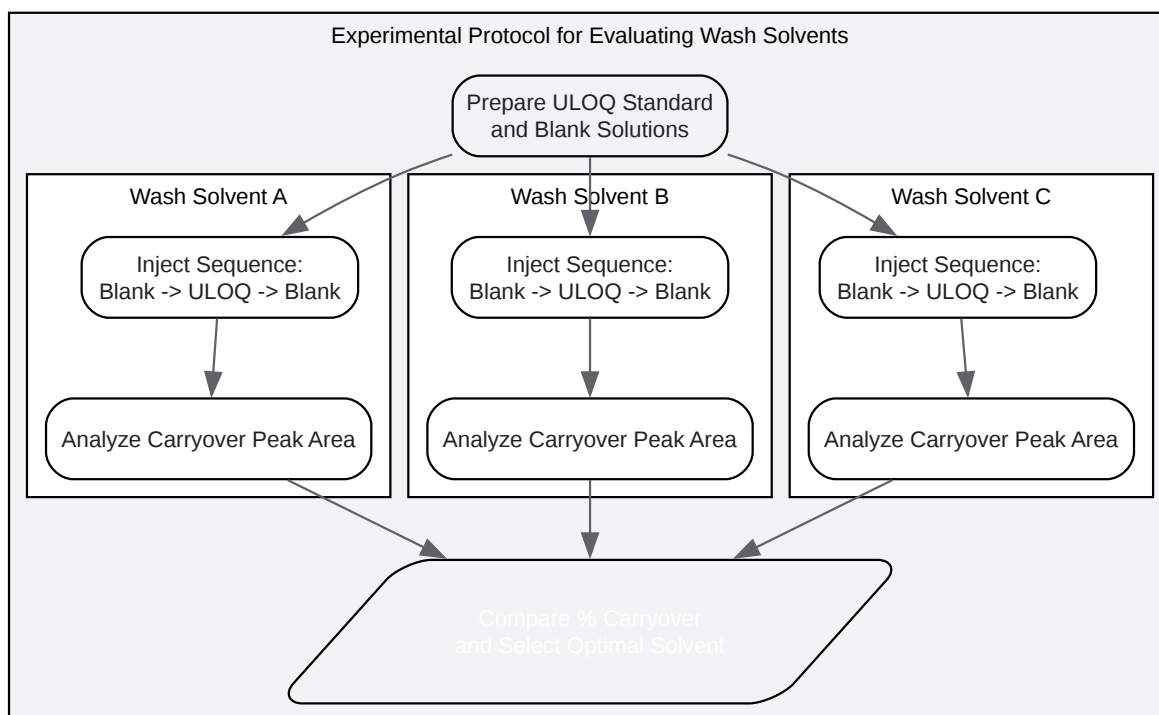 Experimental Protocol for Evaluating Wash Solvents
Prepare ULOQ Standard
and Blank Solutions
Wash Solvent A
Wash Solvent B
Wash Solvent C
Inject Sequence:
Blank -> ULOQ -> Blank
Inject Sequence:
Blank -> ULOQ -> Blank
Inject Sequence:
Blank -> ULOQ -> Blank
Analyze Carryover Peak Area
Analyze Carryover Peak Area
Analyze Carryover Peak Area
Compare % Carryover
and Select Optimal Solvent